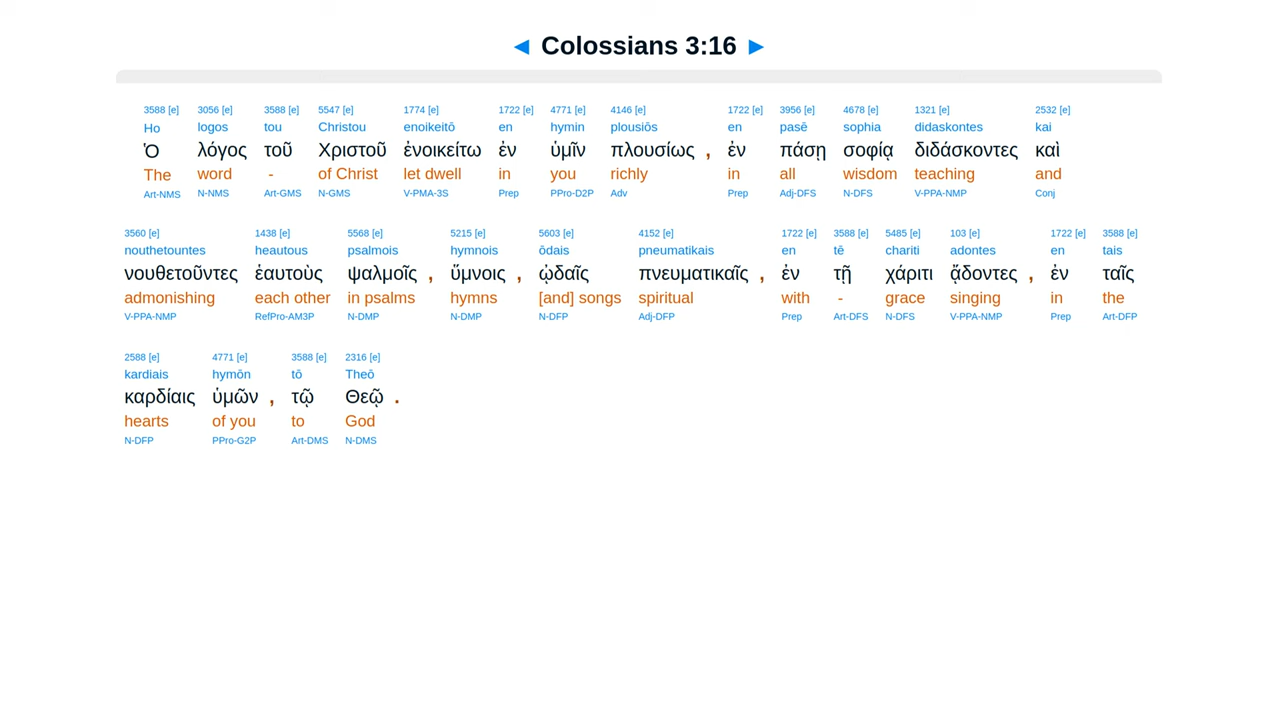 ◄ Colossians 3:16 ►
3588 [e] 3056 [e] 3588 [e] 5547 [e] 1774 [e] 1722 [e] 4771 [e] 4146 [e] 1722 [e] 3956 [e] 4678 [e] 1321 [e] 2532 [e]
Ho logos tou Christou enoikeitō en hymin plousiōs en pasē sophia didaskontes kai
Ὁ λόγος τοῦ Χριστοῦ ἐνοικείτω ἐν ὑμῖν πλουσίως , ἐν πάσῃ σοφίᾳ διδάσκοντες καὶ
The word - of Christ let dwell in you richly in all wisdom teaching and
Art-NMS N-NMS Art-GMS N-GMS V-PMA-3S Prep PPro-D2P Adv Prep Adj-DFS N-DFS V-PPA-NMP Conj
3560 [e] 1438 [e] 5568 [e] 5215 [e] 5603 [e] 4152 [e] 1722 [e] 3588 [e] 5485 [e] 103 [e] 1722 [e] 3588 [e]
nouthetountes heautous psalmois hymnois ōdais pneumatikais en tē chariti adontes en tais
νουθετοῦντες ἑαυτοὺς ψαλμοῖς , ὕμνοις , ᾠδαῖς πνευματικαῖς , ἐν τῇ χάριτι ᾄδοντες , ἐν ταῖς
admonishing each other in psalms hymns [and] songs spiritual with - grace singing in the
V-PPA-NMP RefPro-AM3P N-DMP N-DMP N-DFP Adj-DFP Prep Art-DFS N-DFS V-PPA-NMP Prep Art-DFP
2588 [e] 4771 [e] 3588 [e] 2316 [e]
kardiais hymōn tō Theō
καρδίαις ὑμῶν , τῷ Θεῷ .
hearts of you to God
N-DFP PPro-G2P Art-DMS N-DMS